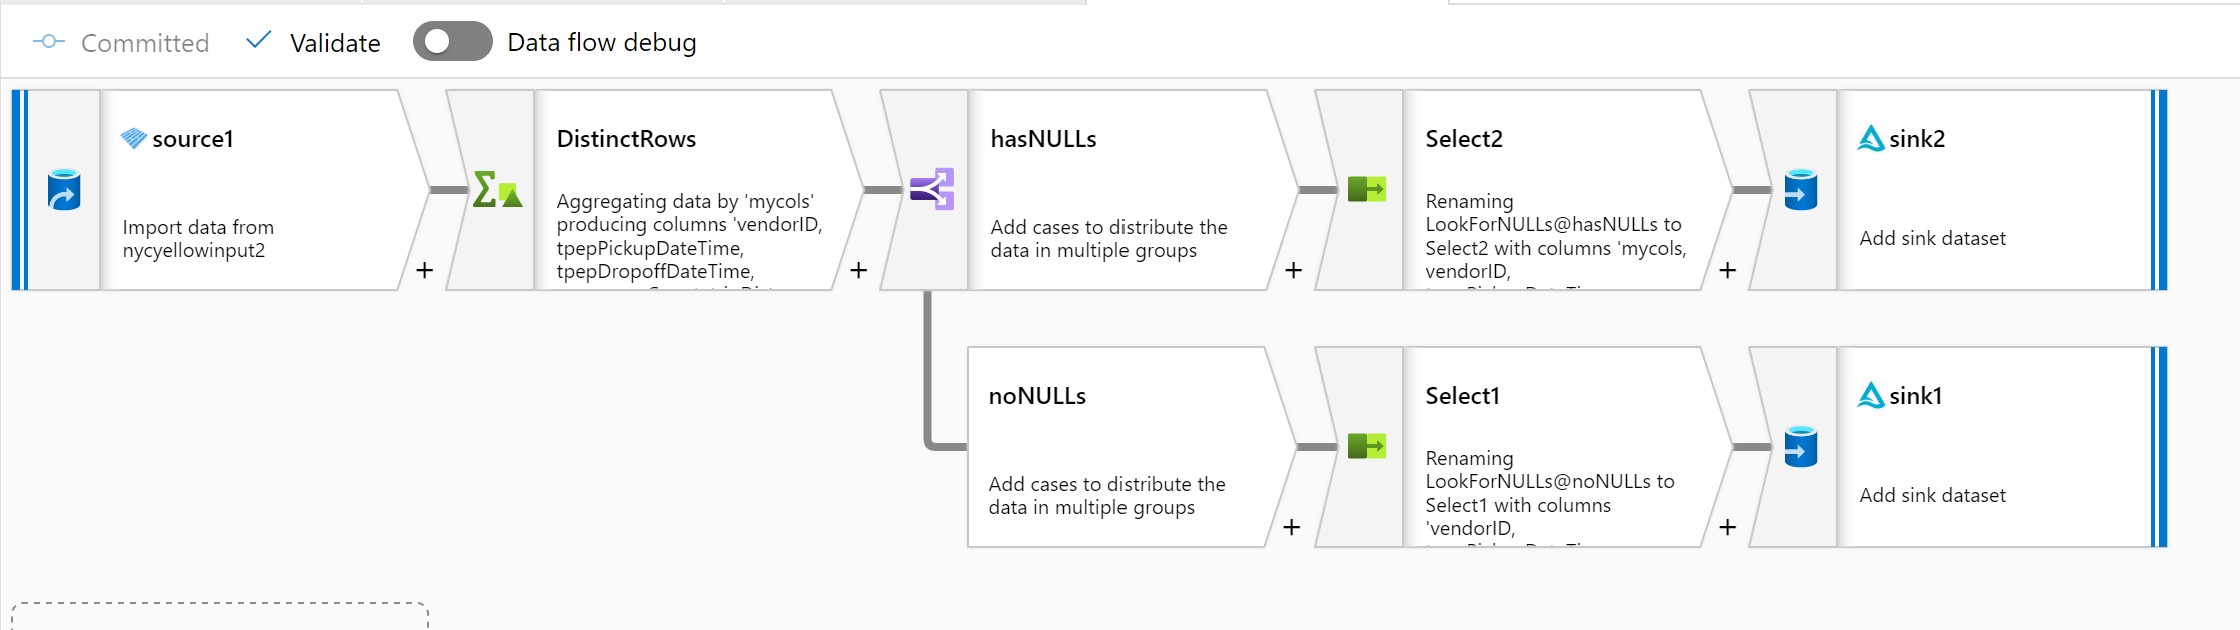 Committed
Validate
Data flow debug
source1
Import data from
nycyellowinput2
+
DistinctRows
Aggregating data by 'mycols'
producing columns 'vendorID,
tpepPickupDateTime,
tpepDropoffDateTime,
+
hasNULLs
Add cases to distribute the
data in multiple groups
+
Select2
Renaming
LookForNULLs@hasNULLs to
Select2 with columns 'mycols,
vendorID,
+
sink2
Add sink dataset
noNULLs
Add cases to distribute the
data in multiple groups
+
Select1
Renaming
LookForNULLs@noNULLs to
Select1 with columns
'vendorID,
+
sink1
Add sink dataset